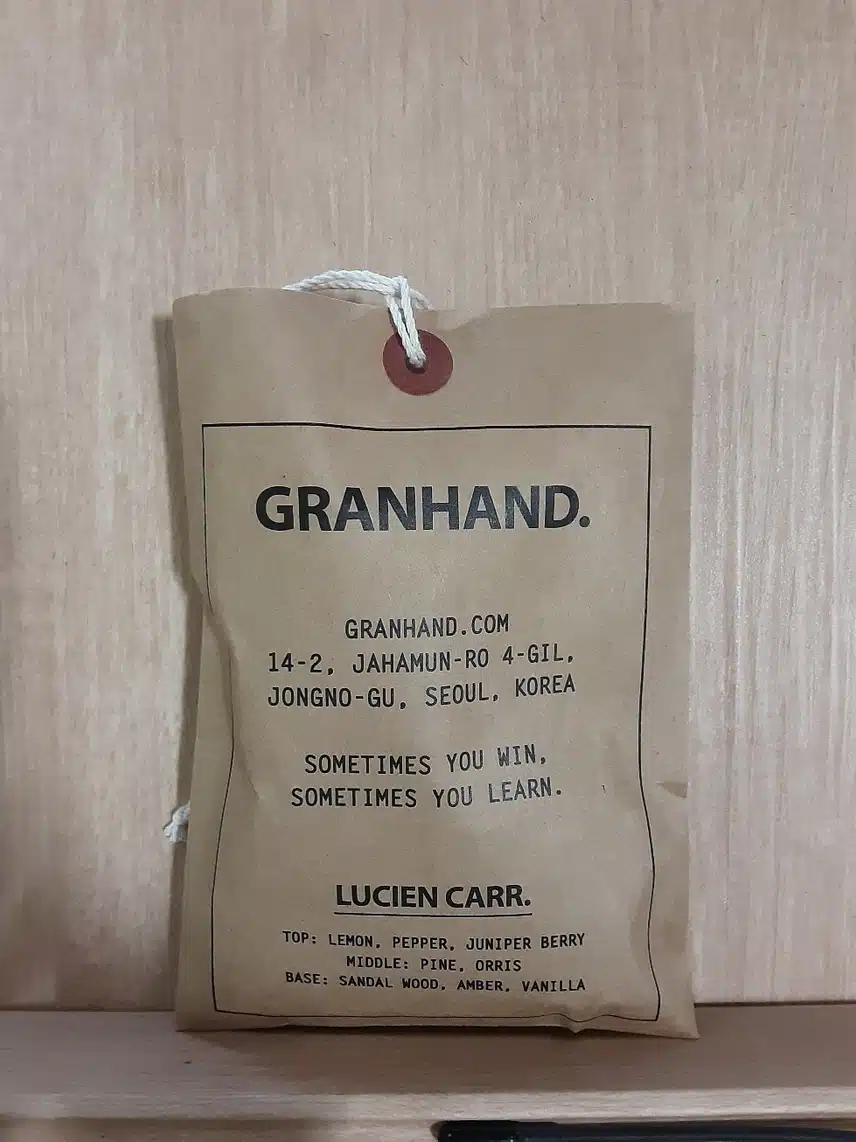 GRANHAND.
GRANHAND.COM
14-2, JAHAMUN-RO 4-GIL,
JONGNO-GU, SEOUL, KOREA
SOMETIMES YOU WIN,
SOMETIMES YOU LEARN.
LUCIEN CARR.
TOP: LEMON, PEPPER, JUNIPER BERRY
MIDDLE: PINE, ORRIS
BASE: SANDAL WOOD, AMBER, VANILLA